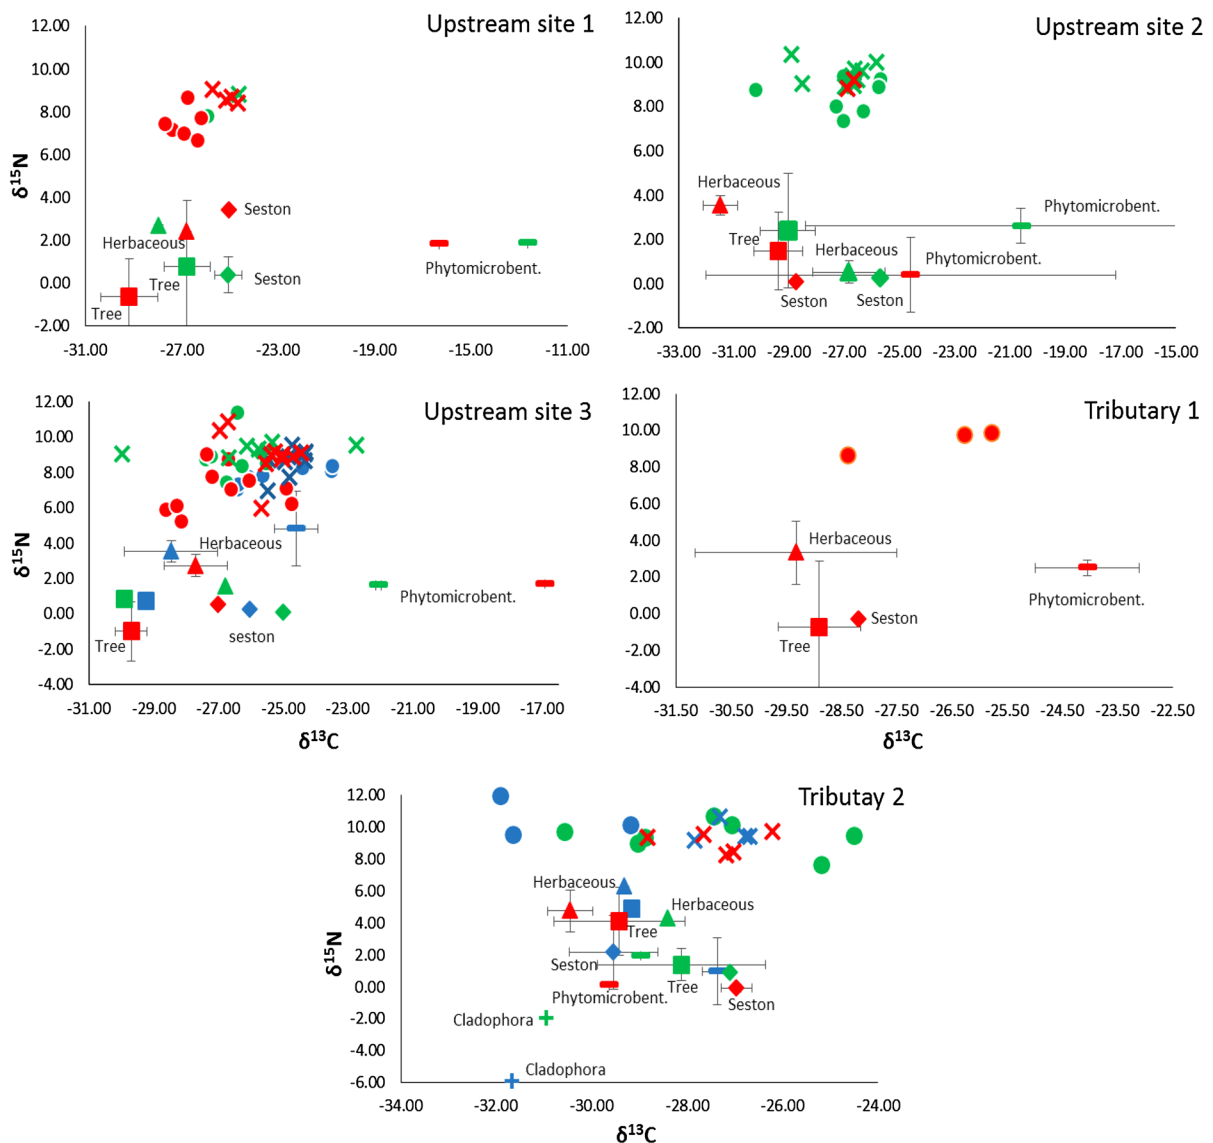 Upstream site 1
12.00
10.00
8.00
6.00
4.00
2.00
0.00
-2.00
δ15N
Seston
Herbaceous
Phytomicrobent.
Tree
Seston
Tree
-31.00 -27.00 -23.00 -19.00 -15.00 -11.00
Upstream site 2
12.00
10.00
8.00
6.00
4.00
2.00
0.00
-2.00
Herbaceous
Phytomicrobent.
Tree
Herbaceous
Phytomicrobent.
Seston
Seston
-33.00 -31.00 -29.00 -27.00 -25.00 -23.00 -21.00 -19.00 -17.00 -15.00
Upstream site 3
12.00
10.00
8.00
6.00
4.00
2.00
0.00
-2.00
-4.00
δ15N
Herbaceous
Phytomicrobent.
seston
Tree
-31.00 -29.00 -27.00 -25.00 -23.00 -21.00 -19.00 -17.00
δ13C
Tributary 1
12.00
10.00
8.00
6.00
4.00
2.00
0.00
-2.00
-4.00
Herbaceous
Phytomicrobent.
Seston
Tree
-31.50 -30.50 -29.50 -28.50 -27.50 -26.50 -25.50 -24.50 -23.50 -22.50
δ13C
Tributay 2
12.00
10.00
8.00
6.00
4.00
2.00
0.00
-2.00
-4.00
-6.00
δ15N
Herbaceous
Herbaceous
Tree
Seston
Tree
Phytomicrobent.
Seston
Cladophora
Cladophora
-34.00 -32.00 -30.00 -28.00 -26.00 -24.00
δ13C